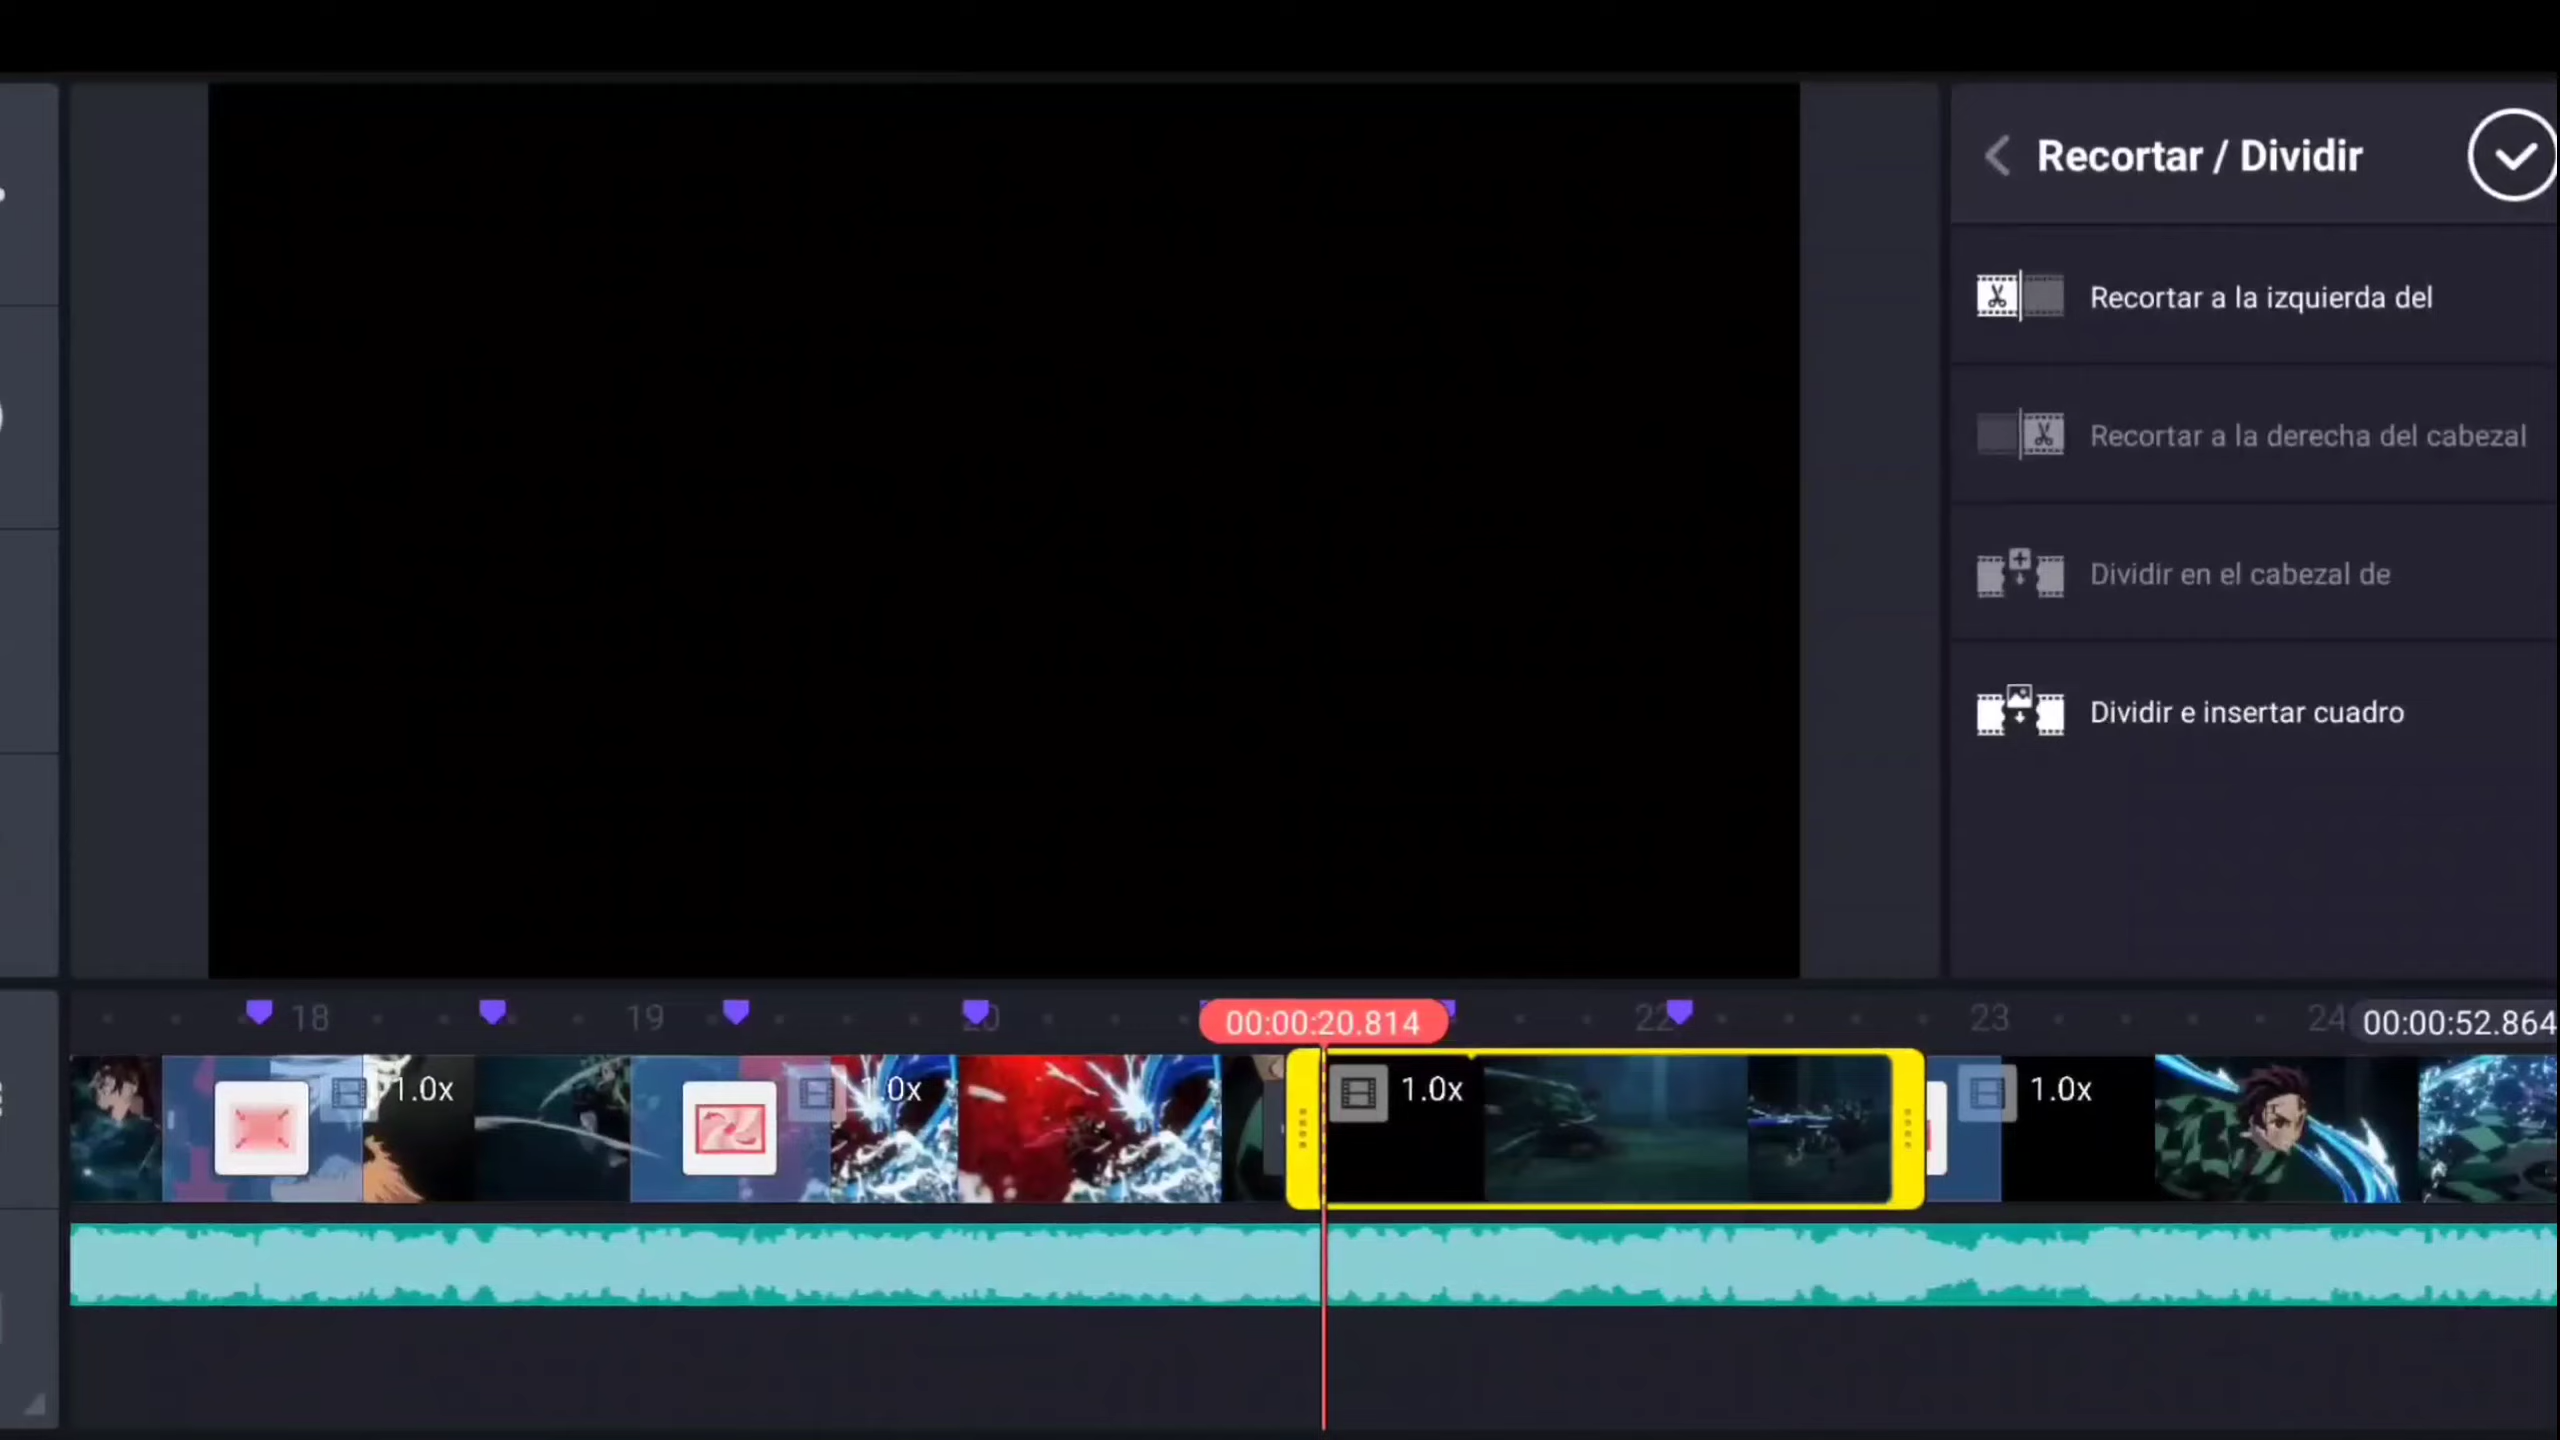 Recortar / Dividir
Recortar a la izquierda del
Recortar a la derecha del cabezal
Dividir en el cabezal de
Dividir e insertar cuadro
18 19 20 00:00:20.814 22 23 24 00:00:52.864
1.0x 1.0x 1.0x 1.0x